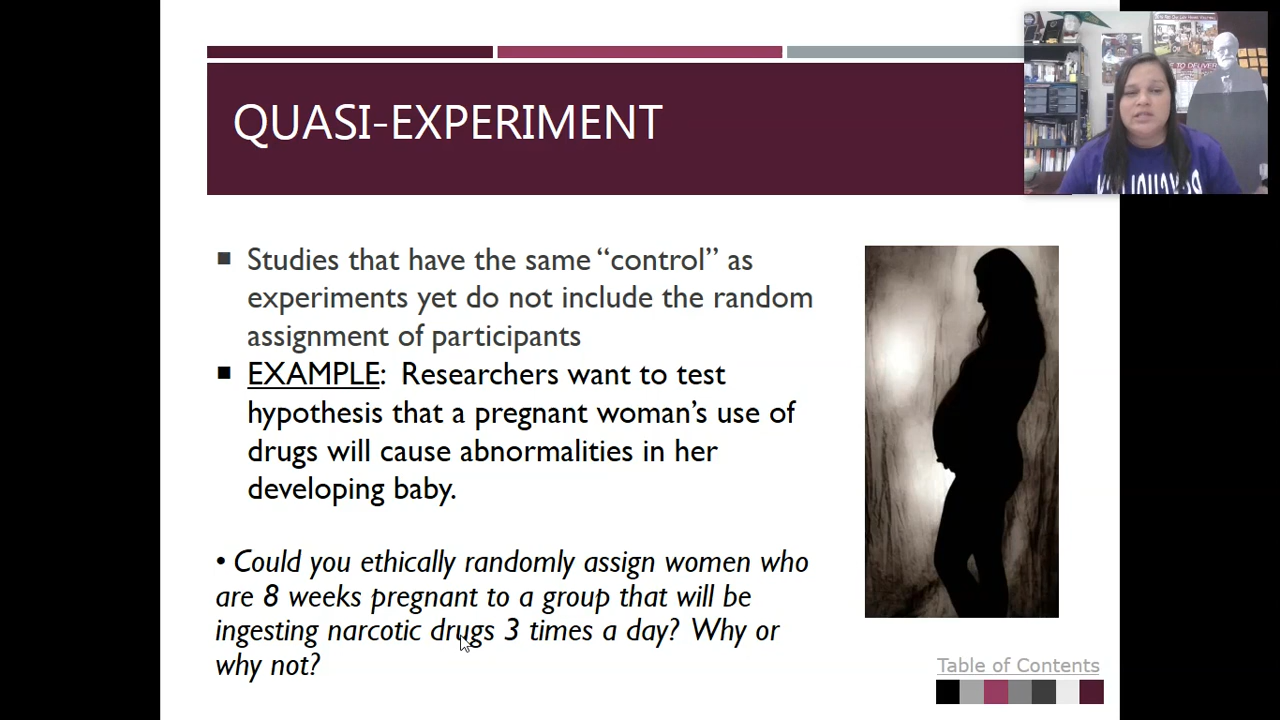 QUASI-EXPERIMENT
■ Studies that have the same “control” as
experiments yet do not include the random
assignment of participants
■ EXAMPLE: Researchers want to test
hypothesis that a pregnant woman’s use of
drugs will cause abnormalities in her
developing baby.
• Could you ethically randomly assign women who
are 8 weeks pregnant to a group that will be
ingesting narcotic drugs 3 times a day? Why or
why not?
Table of Contents